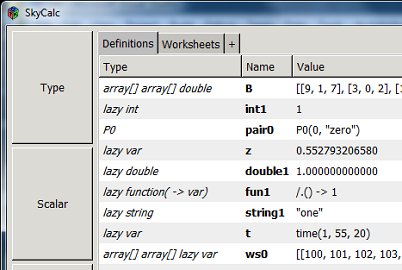 SkyCalc
Definitions Worksheets +
Type Name Value
array[] array[] double B [[9, 1, 7], [3, 0, 2], [
lazy int int1 1
P0 pair0 P0(0, "zero")
lazy var z 0.552793206580
lazy double double1 1.000000000000
lazy function( -> var) fun1 /.() -> 1
lazy string string1 "one"
lazy var t time(1, 55, 20)
array[] array[] lazy var ws0 [[100, 101, 102, 103,
Type
Scalar